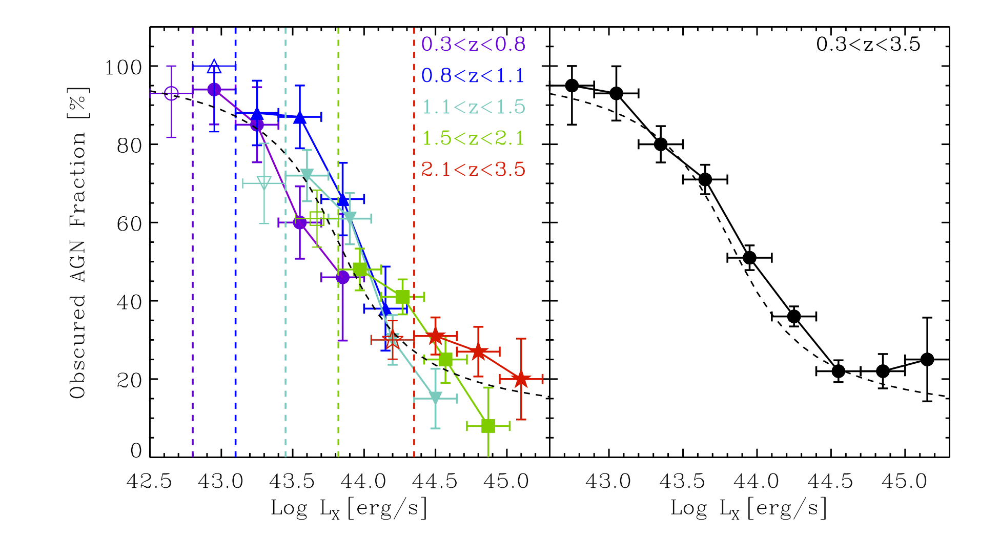 0.3<z<0.8
0.8<z<1.1
1.1<z<1.5
1.5<z<2.1
2.1<z<3.5
0.3<z<3.5
Obscured AGN Fraction [%]
100
80
60
40
20
0
42.5 43.0 43.5 44.0 44.5 45.0
43.0 43.5 44.0 44.5 45.0
Log LX [erg/s]
Log LX [erg/s]